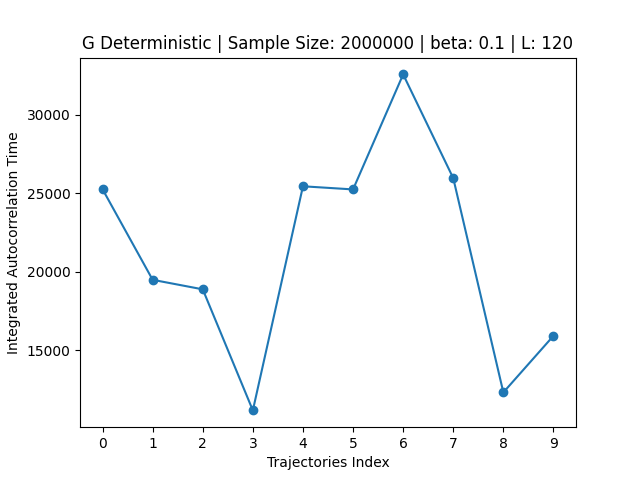 G Deterministic | Sample Size: 2000000 | beta: 0.1 | L: 120
Integrated Autocorrelation Time
30000
25000
20000
15000
0 1 2 3 4 5 6 7 8 9
Trajectories Index